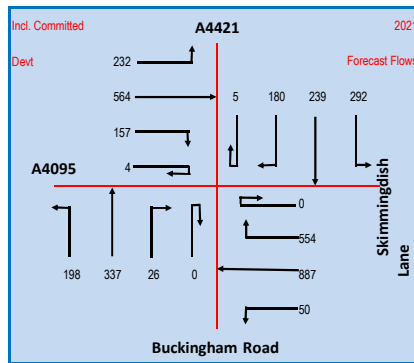 Incl. Committed
A4421
2021
Devt
232
Forecast Flows
564
5 180 239 292
157
A4095
4
0
554
Skimmingdish
Lane
198 337 26 0
887
50
Buckingham Road